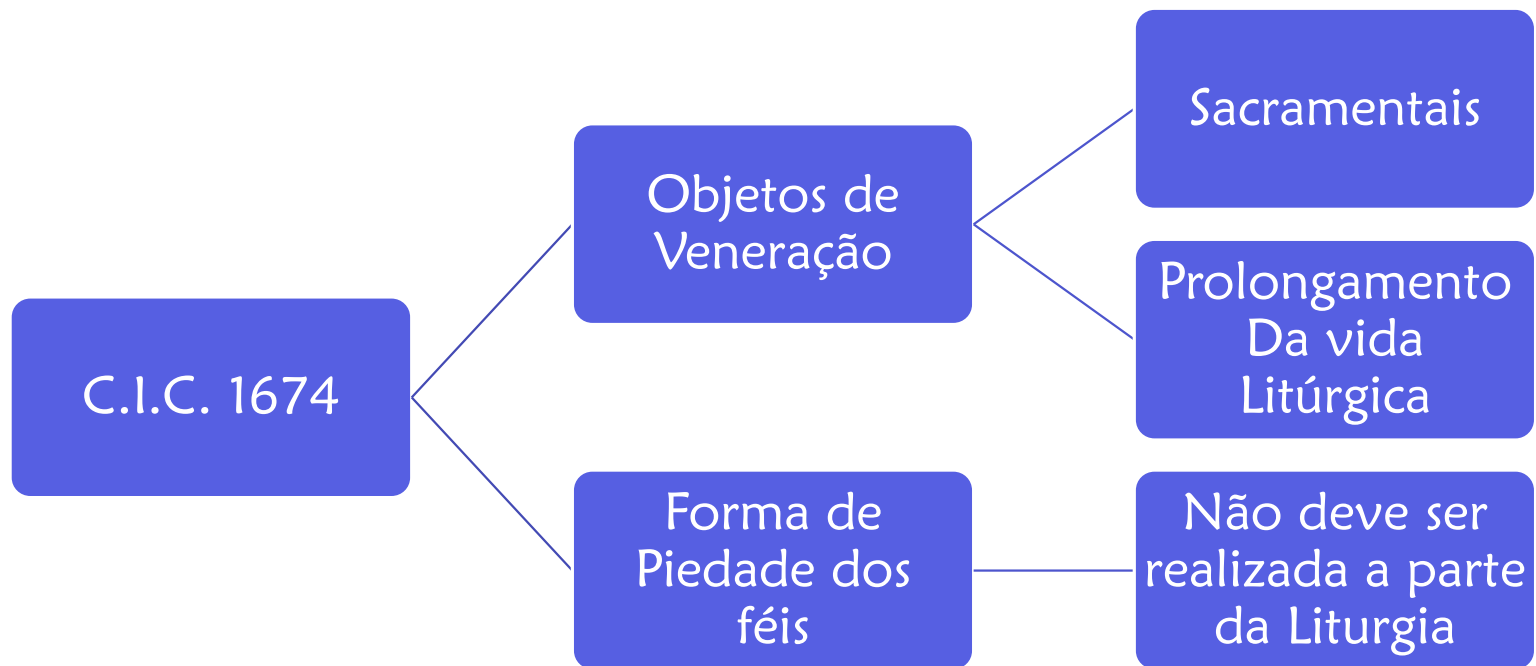 C.I.C. 1674
Objetos de
Veneração
Sacramentais
Prolongamento
Da vida
Litúrgica
Forma de
Piedade dos
féis
Não deve ser
realizada a parte
da Liturgia